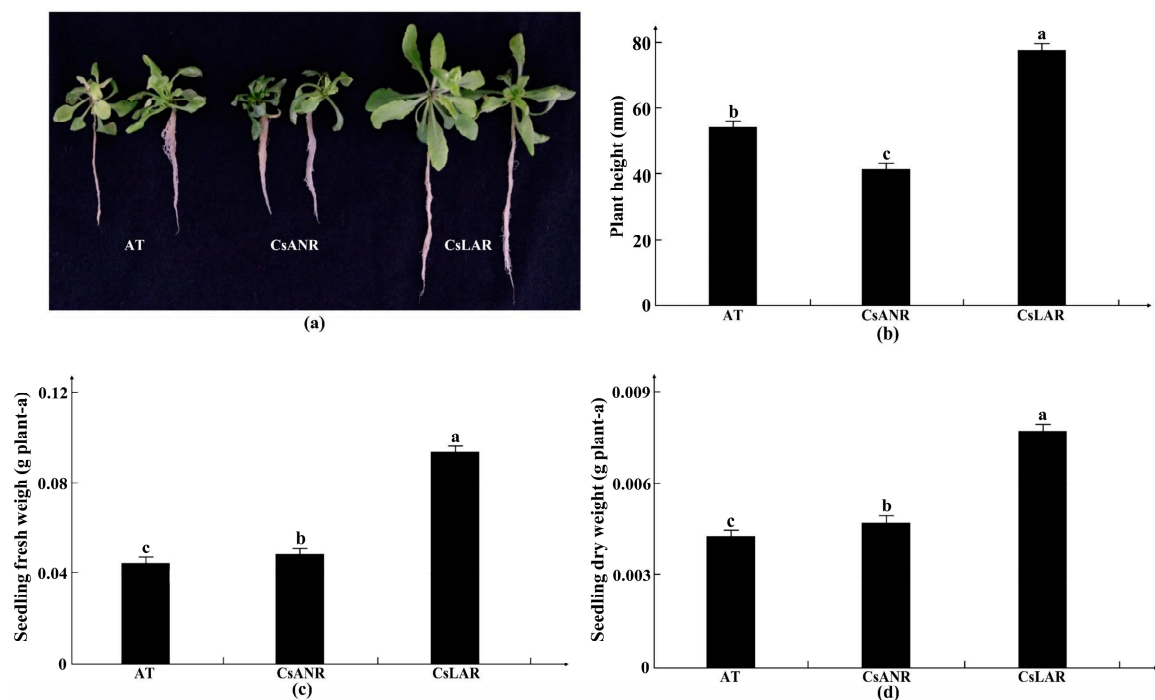 AT
CsANR
CsLAR
(a)
Plant height (mm)
80
60
40
20
0
b
c
a
AT
CsANR
CsLAR
(b)
Seedling fresh weigh (g plant-a)
0.12
0.08
0.04
0
c
b
a
AT
CsANR
CsLAR
(c)
Seedling dry weight (g plant-a)
0.009
0.006
0.003
0
c
b
a
AT
CsANR
CsLAR
(d)